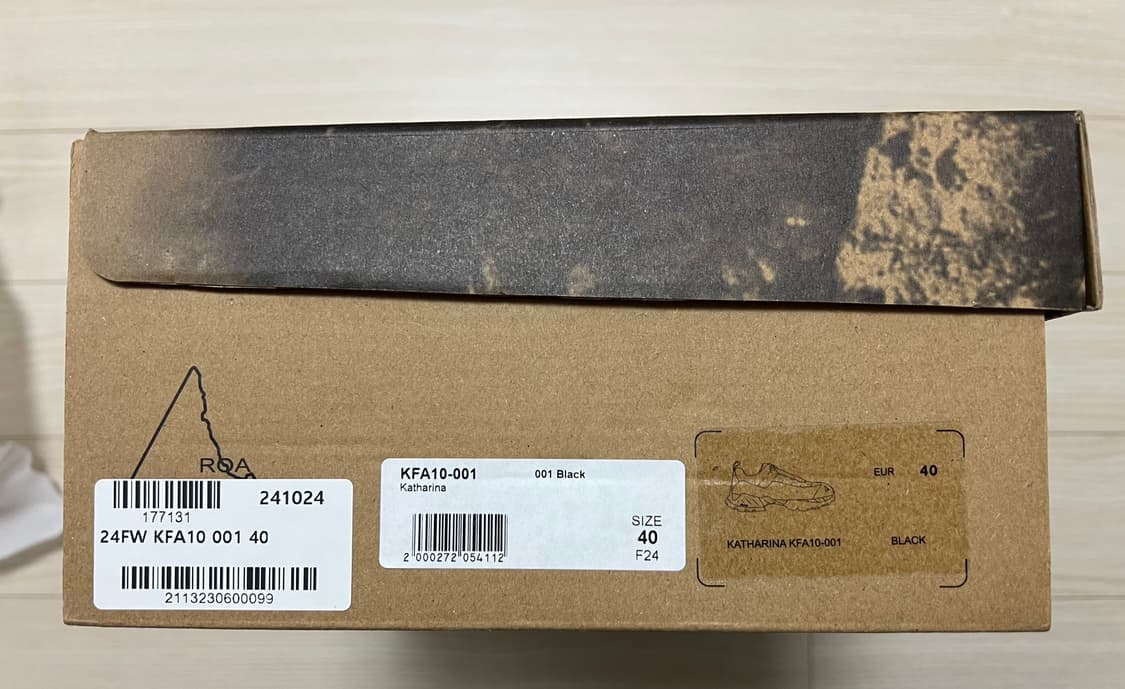 ROA
177131
241024
24FW KFA10 001 40
2113230600099
KFA10-001 001 Black
Katharina
SIZE
40
F24
2 000272 054112
EUR 40
KATHARINA KFA10-001 BLACK